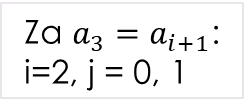 Za a₃ = aᵢ₊₁:
i=2, j = 0, 1